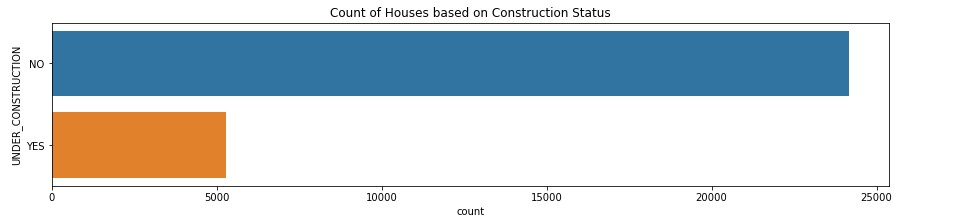 Count of Houses based on Construction Status
UNDER_CONSTRUCTION
NO
YES
0 5000 10000 15000 20000 25000
count